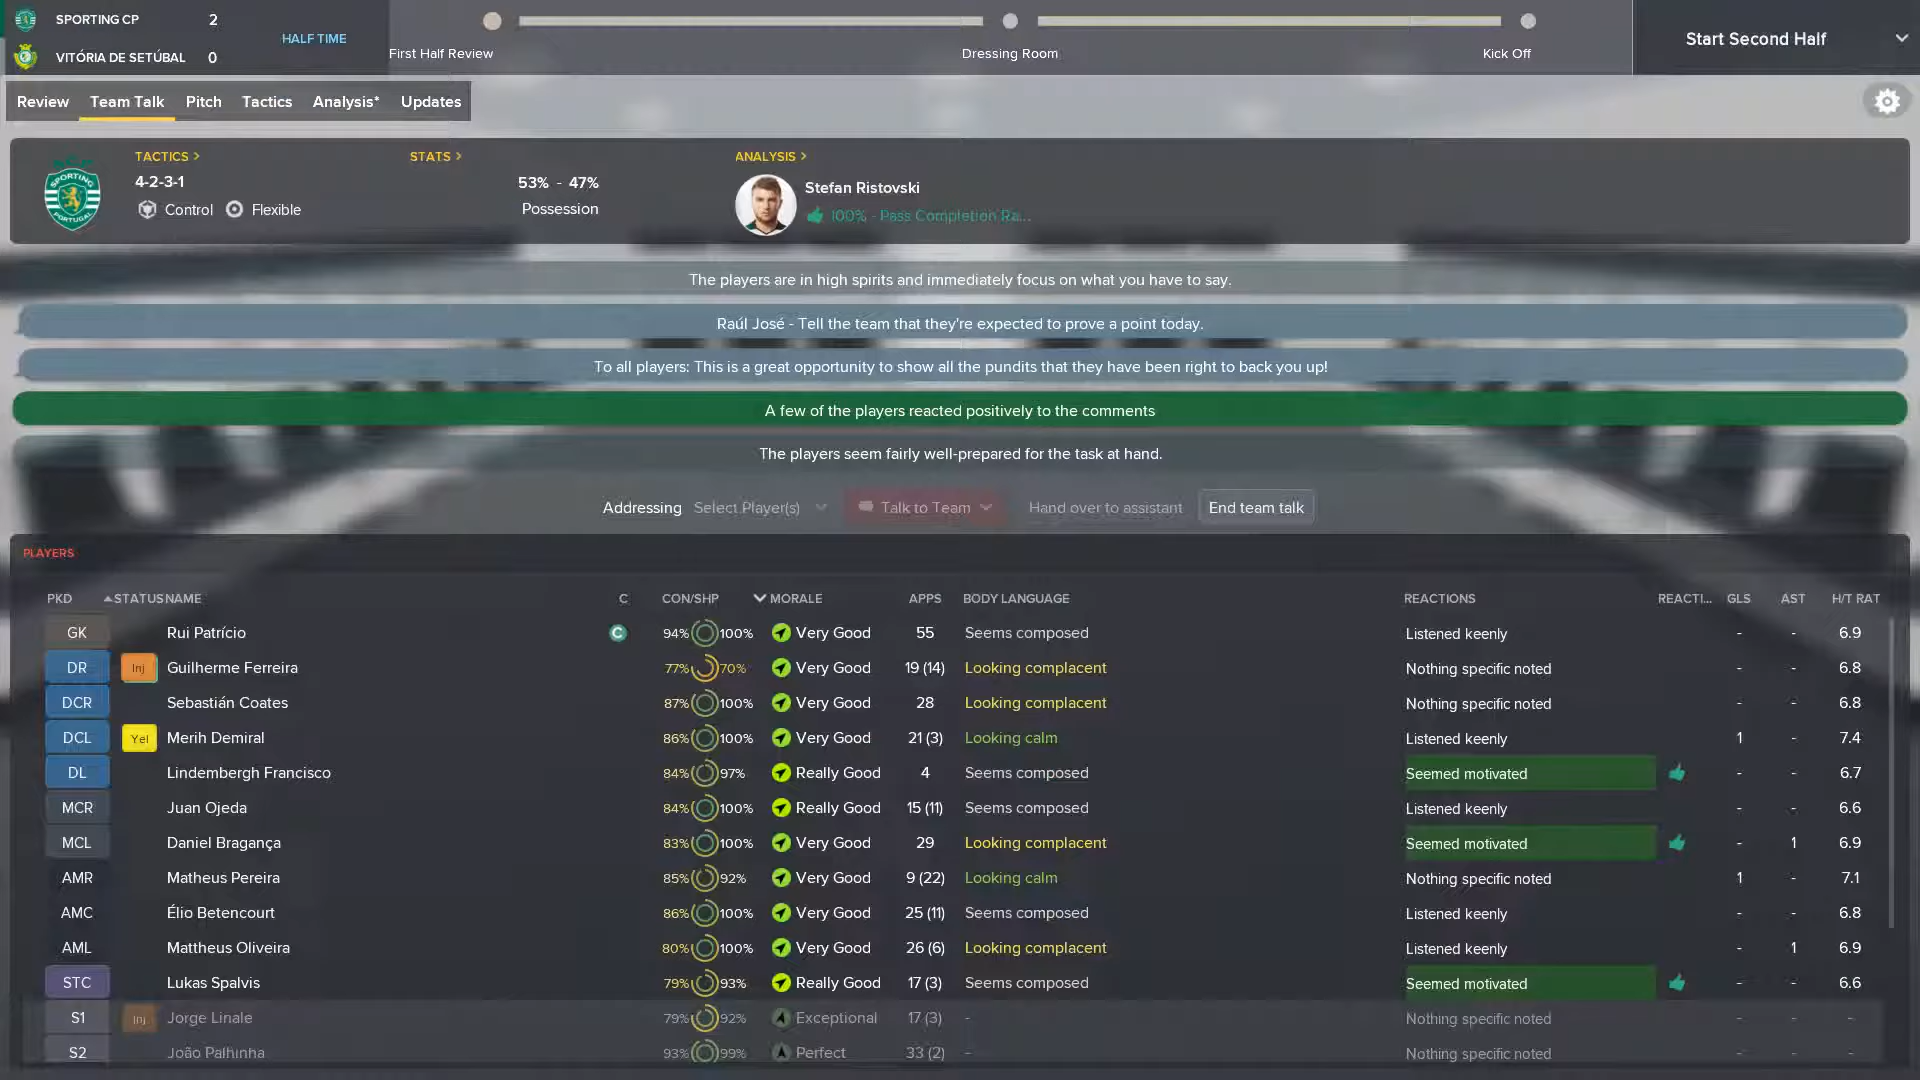 SPORTING CP 2
VITÓRIA DE SETÚBAL 0
HALF TIME
First Half Review
Dressing Room
Kick Off
Start Second Half
Review Team Talk Pitch Tactics Analysis* Updates
TACTICS >
4-2-3-1
Control Flexible
STATS >
53% - 47%
Possession
ANALYSIS >
Stefan Ristovski
100% - Pass Completion Ra...
The players are in high spirits and immediately focus on what you have to say.
Raúl José - Tell the team that they're expected to prove a point today.
To all players: This is a great opportunity to show all the pundits that they have been right to back you up!
A few of the players reacted positively to the comments
The players seem fairly well-prepared for the task at hand.
Addressing Select Player(s) Talk to Team Hand over to assistant End team talk
PLAYERS
PKD STATUS NAME C CON/SHP MORALE APPS BODY LANGUAGE REACTIONS REACTI... GLS AST H/T RAT
GK Rui Patrício C 94% 100% Very Good 55 Seems composed Listened keenly - - 6.9
DR Inj Guilherme Ferreira 77% 70% Very Good 19 (14) Looking complacent Nothing specific noted - - 6.8
DCR Sebastián Coates 87% 100% Very Good 28 Looking complacent Nothing specific noted - - 6.8
DCL Yel Merih Demiral 86% 100% Very Good 21 (3) Looking calm Listened keenly 1 - 7.4
DL Lindembergh Francisco 84% 97% Really Good 4 Seems composed Seemed motivated - - 6.7
MCR Juan Ojeda 84% 100% Really Good 15 (11) Seems composed Listened keenly - - 6.6
MCL Daniel Bragança 83% 100% Very Good 29 Looking complacent Seemed motivated - 1 6.9
AMR Matheus Pereira 85% 92% Very Good 9 (22) Looking calm Nothing specific noted 1 - 7.1
AMC Élio Betencourt 86% 100% Very Good 25 (11) Seems composed Listened keenly - - 6.8
AML Mattheus Oliveira 80% 100% Very Good 26 (6) Looking complacent Listened keenly - 1 6.9
STC Lukas Spalvis 79% 93% Really Good 17 (3) Seems composed Seemed motivated - - 6.6
S1 Inj Jorge Linale 79% 92% Exceptional 17 (3) - Nothing specific noted - - -
S2 João Palhinha 93% 99% Perfect 33 (2) - Nothing specific noted - - -